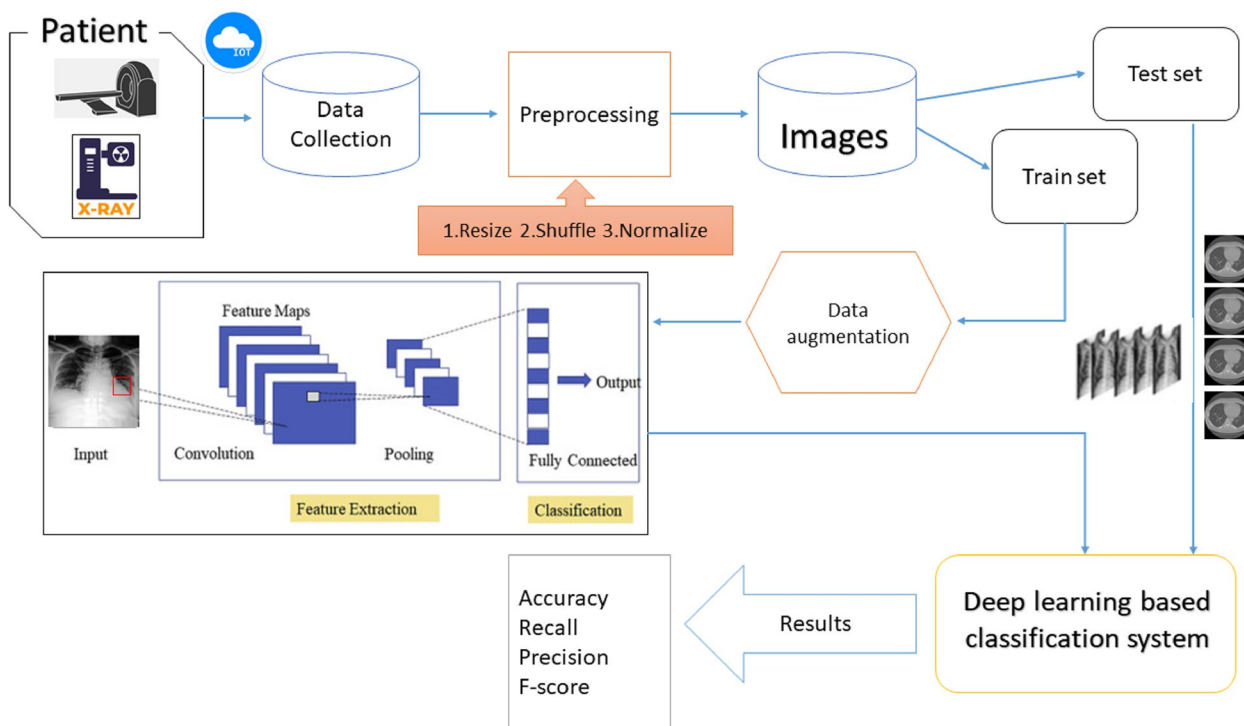 Patient
IOT
X-RAY
Data
Collection
Preprocessing
1.Resize 2.Shuffle 3.Normalize
Images
Test set
Train set
Data
augmentation
Feature Maps
Input
Convolution
Pooling
Output
Fully Connected
Feature Extraction
Classification
Deep learning based
classification system
Results
Accuracy
Recall
Precision
F-score